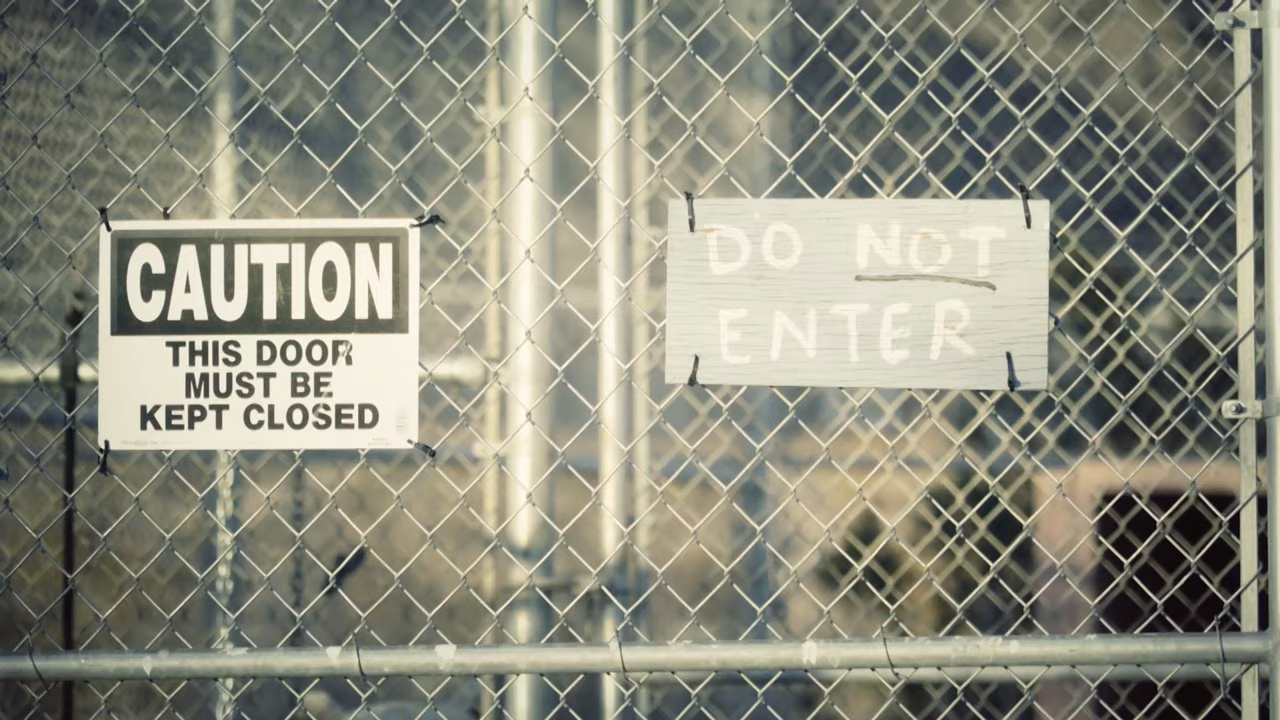 CAUTION
THIS DOOR
MUST BE
KEPT CLOSED
DO NOT
ENTER